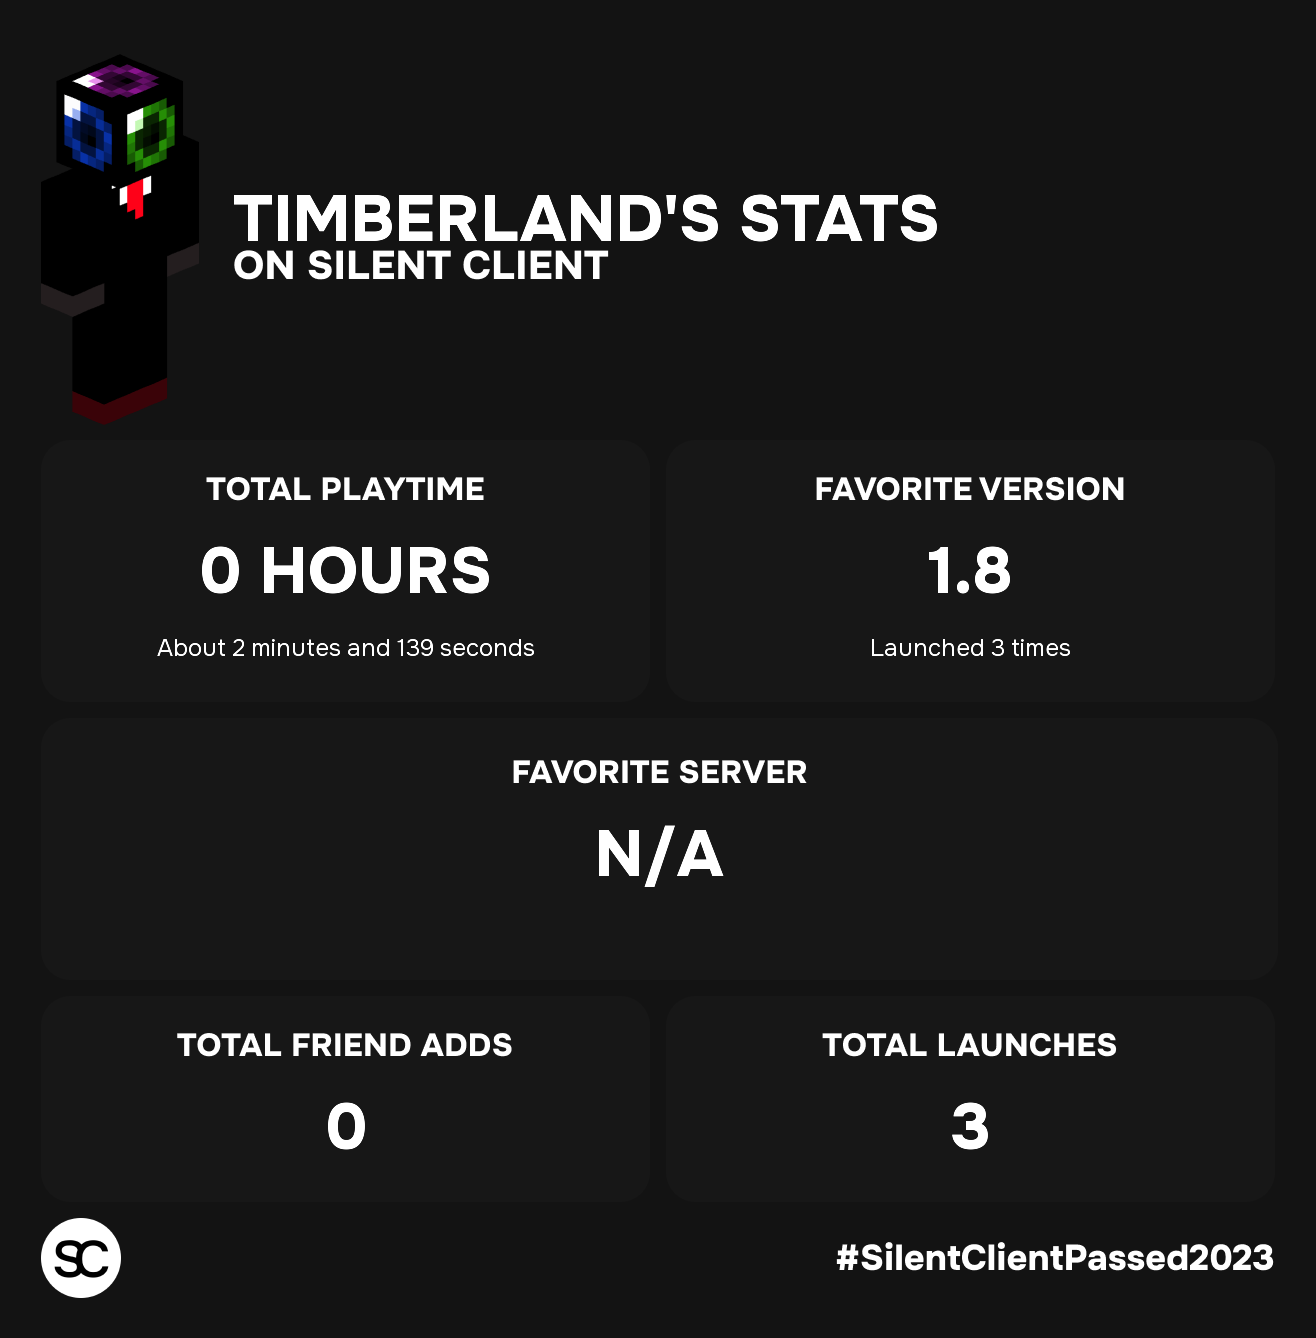 TIMBERLAND'S STATS
ON SILENT CLIENT
TOTAL PLAYTIME
0 HOURS
About 2 minutes and 139 seconds
FAVORITE VERSION
1.8
Launched 3 times
FAVORITE SERVER
N/A
TOTAL FRIEND ADDS
0
TOTAL LAUNCHES
3
SC
#SilentClientPassed2023